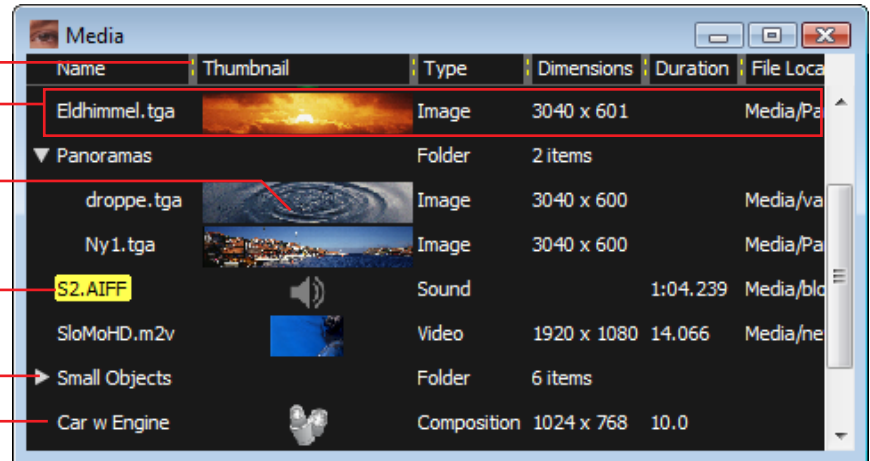 Media
Name Thumbnail Type Dimensions Duration File Loca
Eldhimmel.tga Image 3040 x 601 Media/Pa
Panoramas Folder 2 items
droppe.tga Image 3040 x 600 Media/va
Ny1.tga Image 3040 x 600 Media/Pa
S2.AIFF Sound 1:04.239 Media/blo
SloMoHD.m2v Video 1920 x 1080 14.066 Media/ne
Small Objects Folder 6 items
Car w Engine Composition 1024 x 768 10.0